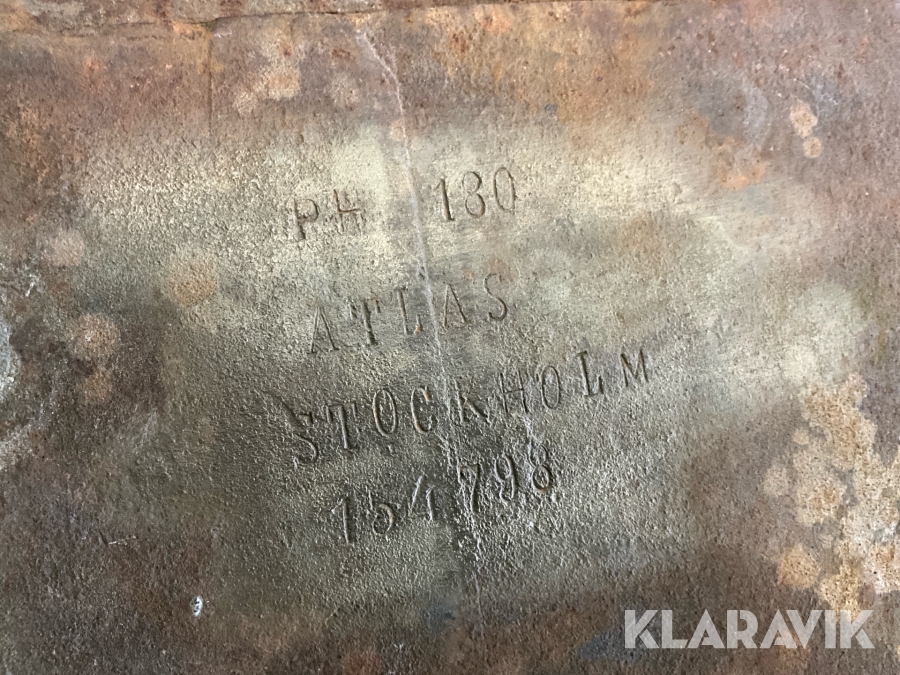 PH 180
ATLAS
STOCKHOLM
154798
KLARAVIK